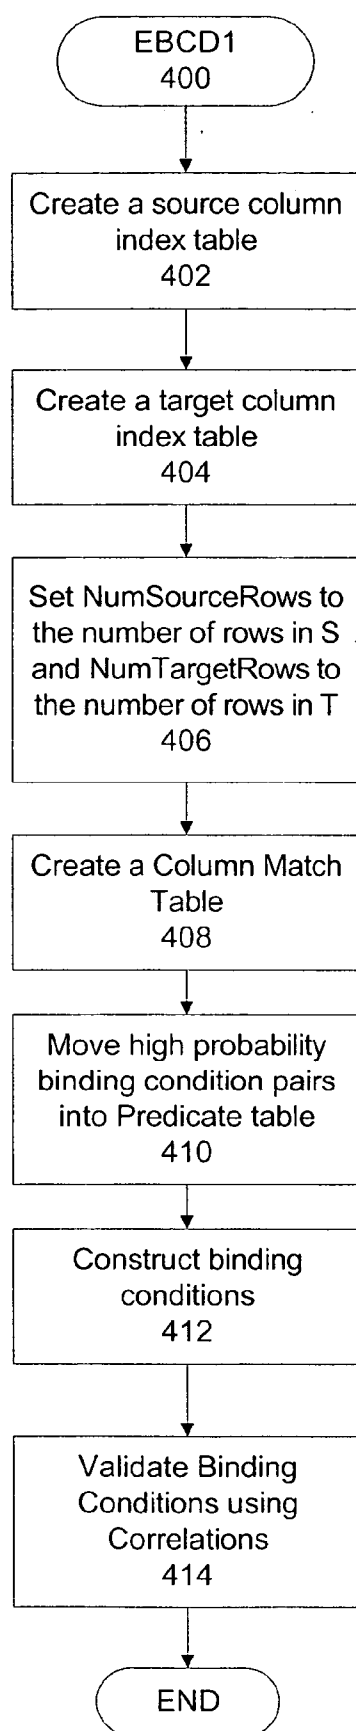 EBCD1
400
Create a source column
index table
402
Create a target column
index table
404
Set NumSourceRows to
the number of rows in S
and NumTargetRows to
the number of rows in T
406
Create a Column Match
Table
408
Move high probability
binding condition pairs
into Predicate table
410
Construct binding
conditions
412
Validate Binding
Conditions using
Correlations
414
END